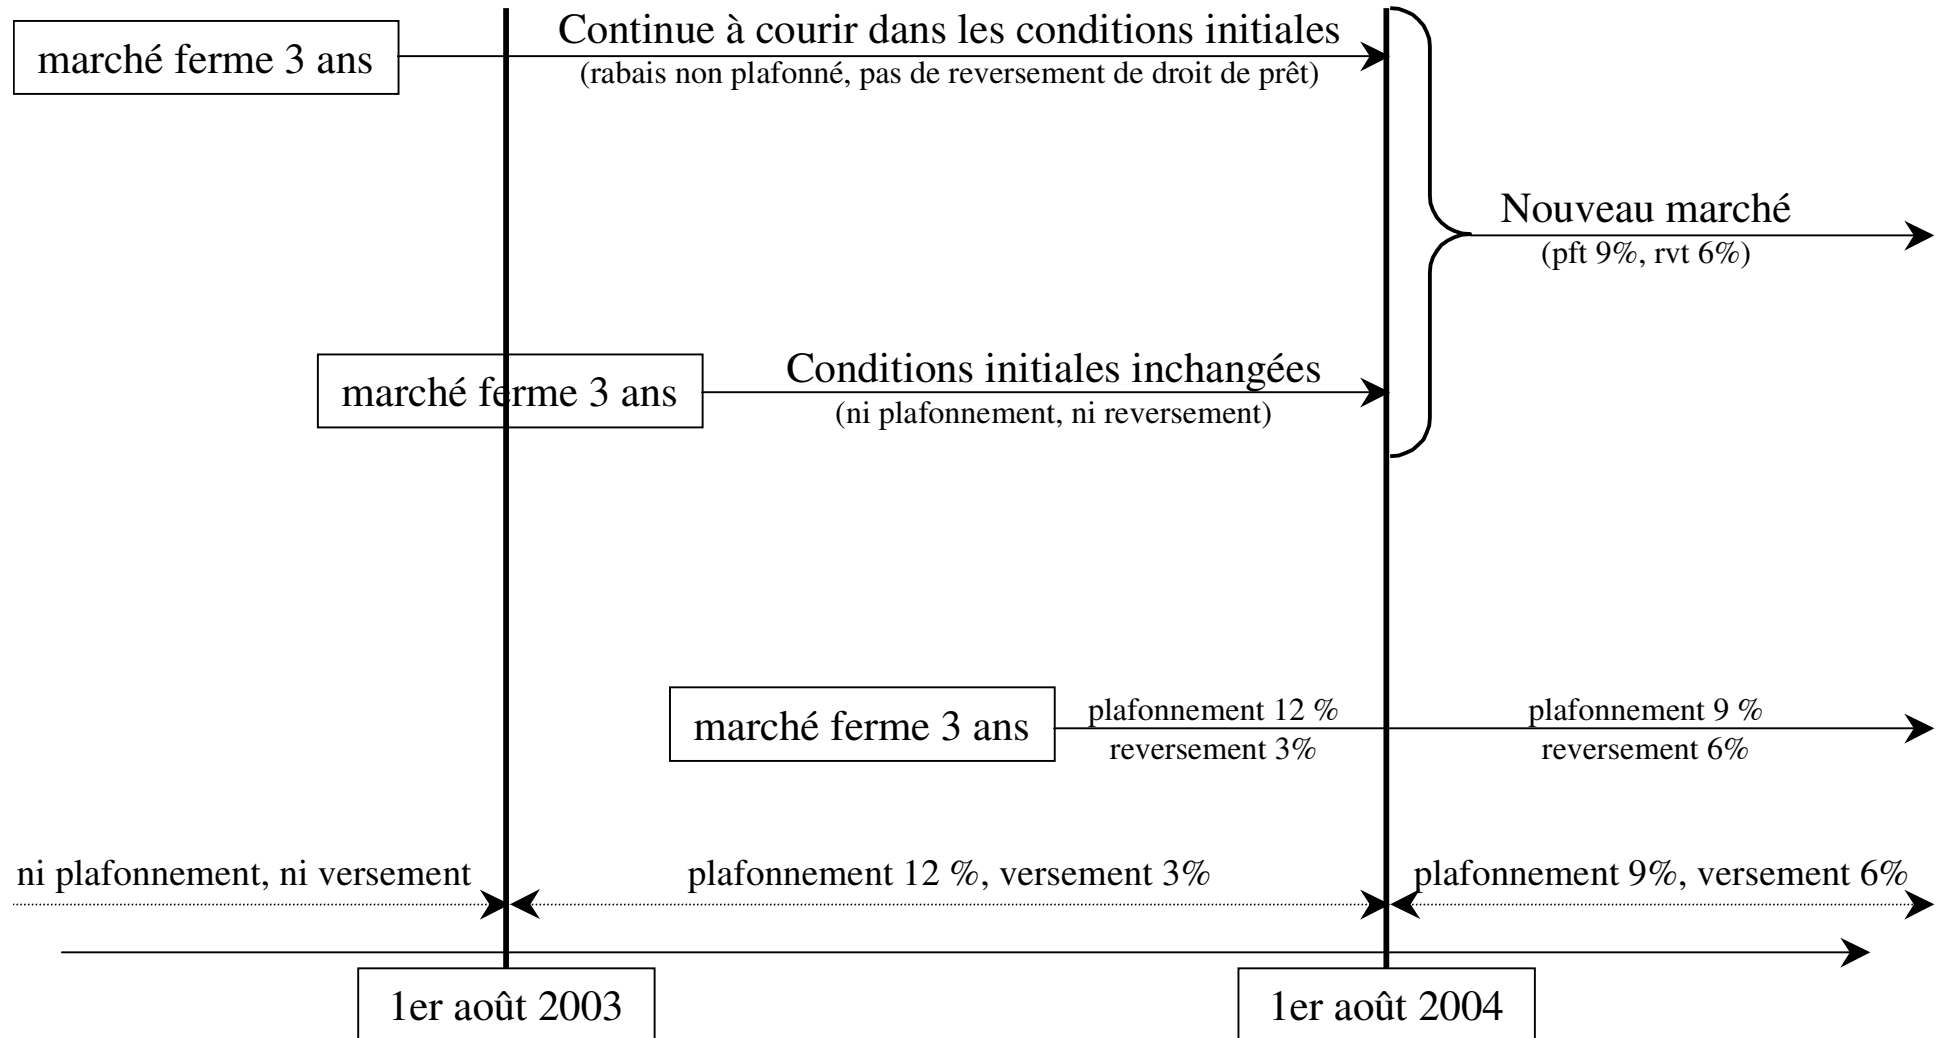 Continue à courir dans les conditions initiales
marché ferme 3 ans
(rabais non plafonné, pas de reversement de droit de prêt)
Nouveau marché
(pft 9%, rvt 6%)
Conditions initiales inchangées
marché ferme 3 ans
(ni plafonnement, ni reversement)
marché ferme 3 ans
plafonnement 12 %
reversement 3%
plafonnement 9 %
reversement 6%
ni plafonnement, ni versement
plafonnement 12 %, versement 3%
plafonnement 9%, versement 6%
1er août 2003
1er août 2004